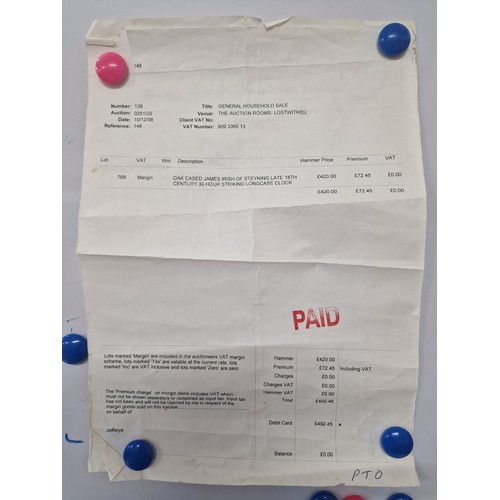 148
Number: 139 Title: GENERAL HOUSEHOLD SALE
Auction: 0251GS Venue: THE AUCTION ROOMS, LOSTWITHIEL
Date: 10/12/08 Client VAT No:
Reference: 148 VAT Number: 909 3365 13
Lot VAT Wnl Description Hammer Price Premium VAT
768 Margin OAK CASED JAMES IRISH OF STEYNING LATE 18TH £420.00 £72.45 £0.00
CENTURY 30 HOUR STRIKING LONGCASE CLOCK
£420.00 £72.45 £0.00
PAID
Lots marked 'Margin' are included in the auctioneers VAT margin
scheme, lots marked 'Yes' are vatable at the current rate, lots
marked 'Inc' are VAT inclusive and lots marked 'Zero' are zero
The 'Premium charge' on margin items includes VAT which
must not be shown separately or reclaimed as input tax. Input tax
has not been and will not be claimed by me in respect of the
margin goods sold on this invoice
on behalf of
Jefferys
Hammer £420.00
Premium £72.45 Including VAT
Charges £0.00
Charges VAT £0.00
Hammer VAT £0.00
Total £492.45
Debit Card £492.45 *
Balance £0.00
PTO